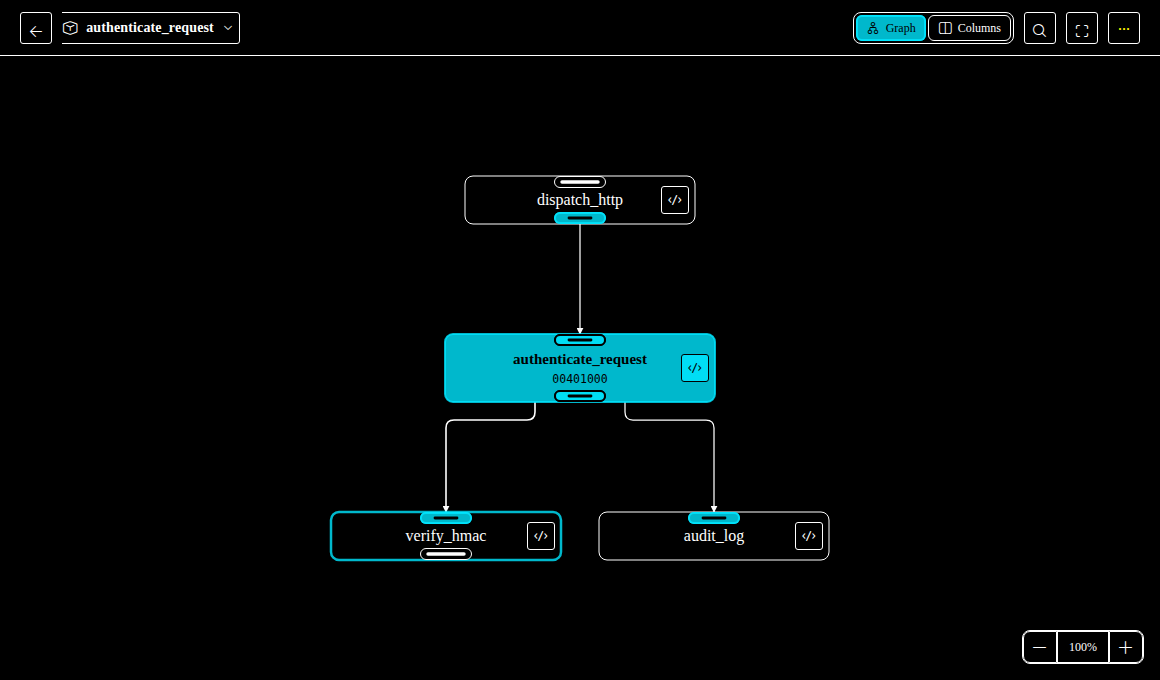 authenticate_request
Graph
Columns
dispatch_http
authenticate_request
00401000
verify_hmac
audit_log
100%